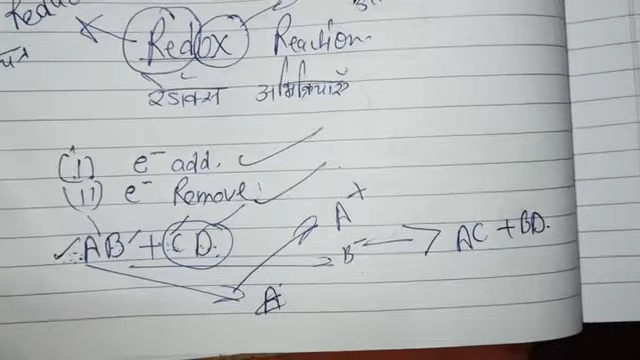 Redox Reaction
रेडॉक्स अभिक्रियाएँ
(i) e⁻ add.
(ii) e⁻ Remove
AB + CD.
A⁺
B⁻
AC + BD.
A